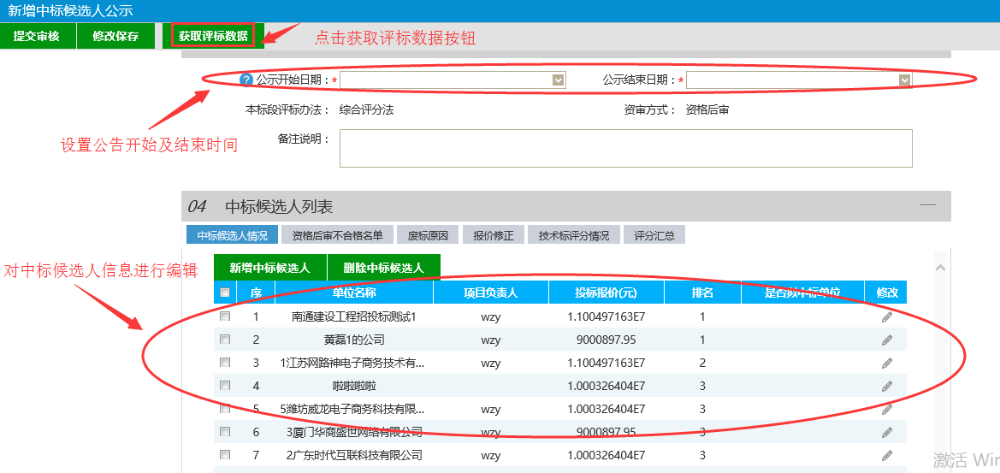 新增中标候选人公示
提交审核 修改保存 获取评标数据 点击获取评标数据按钮
? 公示开始日期：* 公示结束日期：*
本标段评标办法： 综合评分法 资审方式： 资格后审
设置公告开始及结束时间 备注说明：
04 中标候选人列表
中标候选人情况 资格后审不合格名单 废标原因 报价修正 技术标评分情况 评分汇总
对中标候选人信息进行编辑 新增中标候选人 删除中标候选人
序 单位名称 项目负责人 投标报价(元) 排名 是否拟中标单位 修改
1 南通建设工程招投标测试1 wzy 1.100497163E7 1
2 黄磊1的公司 wzy 9000897.95 1
3 1江苏网路神电子商务技术有... wzy 1.100497163E7 2
4 啦啦啦啦 1.000326404E7 3
5 5潍坊威龙电子商务科技有限... wzy 1.000326404E7 3
6 3厦门华商盛世网络有限公司 wzy 9000897.95 3
7 2广东时代互联科技有限公司 wzy 1.000326404E7 3
激活 Wir